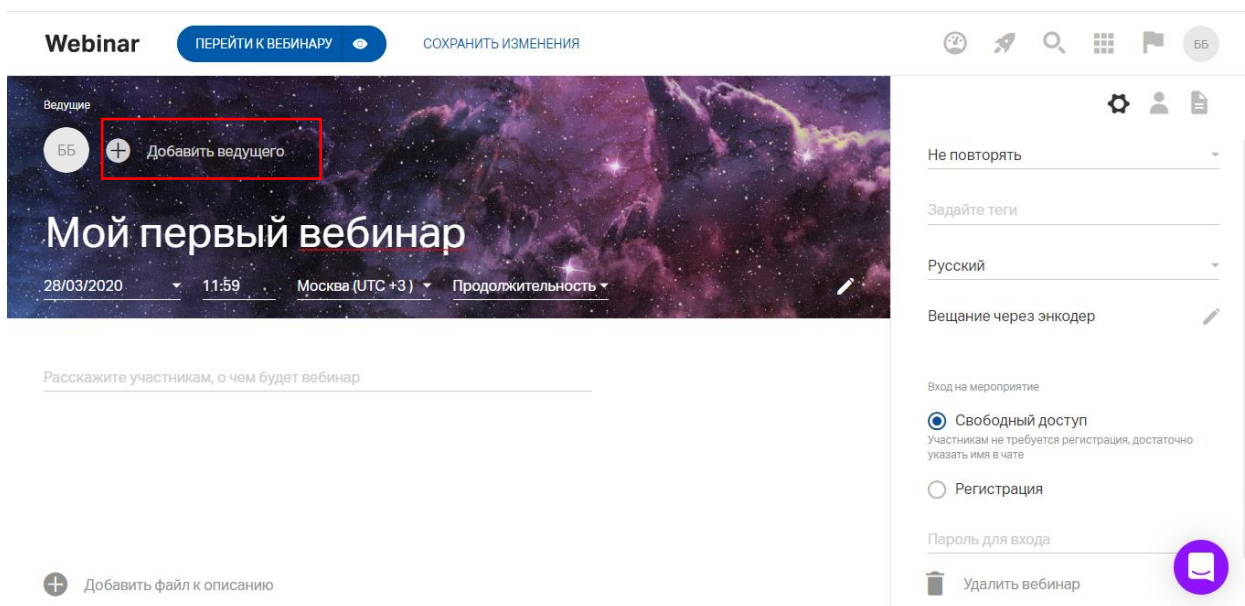 Webinar
ПЕРЕЙТИ К ВЕБИНАРУ
СОХРАНИТЬ ИЗМЕНЕНИЯ
ББ
Ведущие
ББ
Добавить ведущего
Мой первый вебинар
28/03/2020
11:59
Москва (UTC +3 )
Продолжительность
Расскажите участникам, о чем будет вебинар
Добавить файл к описанию
Не повторять
Задайте теги
Русский
Вещание через энкодер
Вход на мероприятие
Свободный доступ
Участникам не требуется регистрация, достаточно
указать имя в чате
Регистрация
Пароль для входа
Удалить вебинар